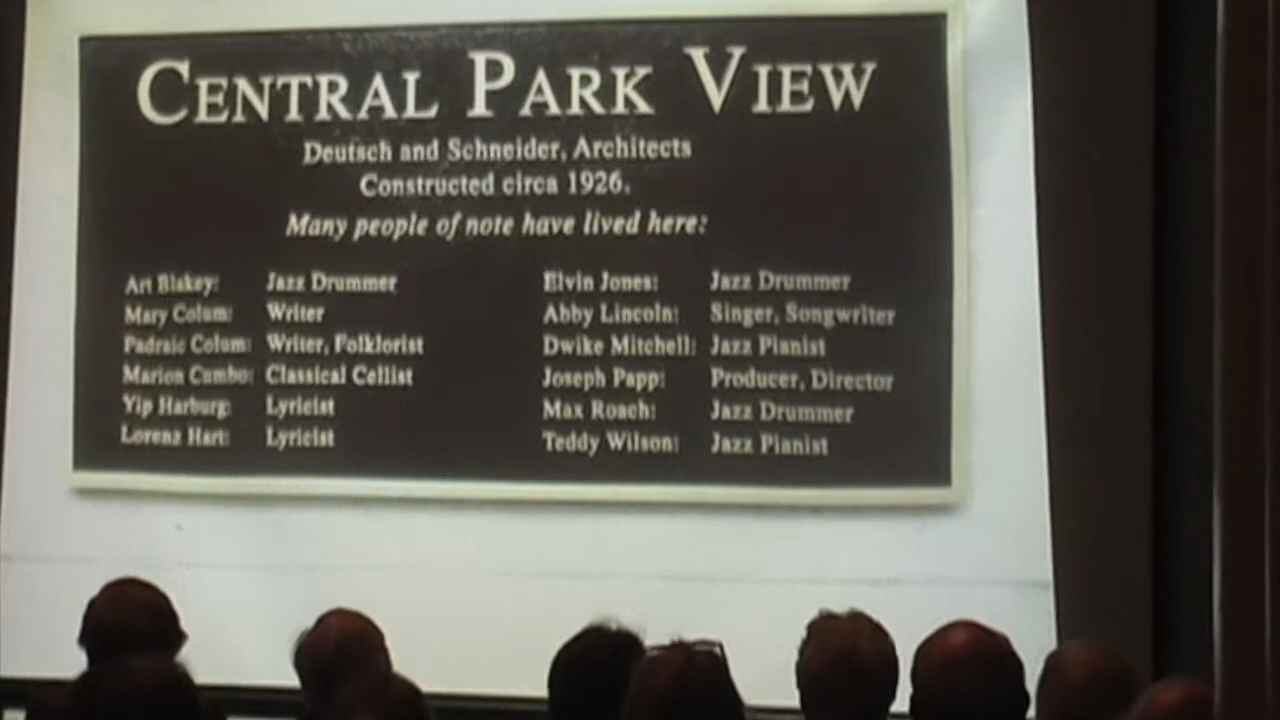 CENTRAL PARK VIEW
Deutsch and Schneider, Architects
Constructed circa 1926.
Many people of note have lived here:
Art Blakey: Jazz Drummer
Mary Colum: Writer
Padraic Colum: Writer, Folklorist
Marion Cumbo: Classical Cellist
Yip Harburg: Lyricist
Lorenz Hart: Lyricist
Elvin Jones: Jazz Drummer
Abby Lincoln: Singer, Songwriter
Dwike Mitchell: Jazz Pianist
Joseph Papp: Producer, Director
Max Roach: Jazz Drummer
Teddy Wilson: Jazz Pianist